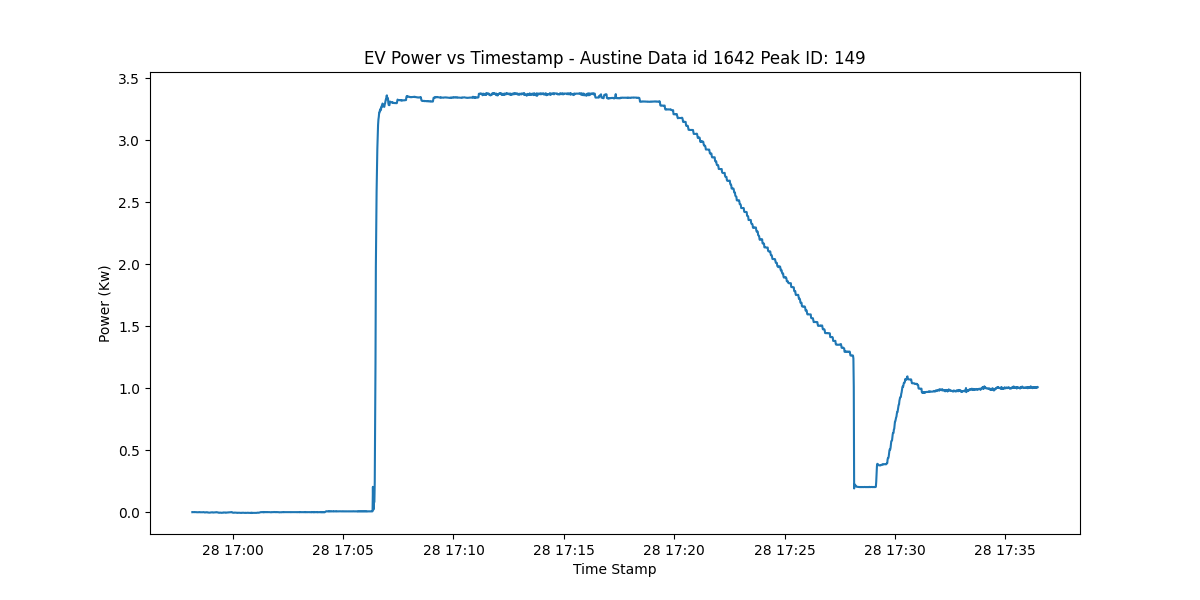 EV Power vs Timestamp - Austine Data id 1642 Peak ID: 149
3.5
3.0
2.5
2.0
1.5
1.0
0.5
0.0
Power (Kw)
28 17:00 28 17:05 28 17:10 28 17:15 28 17:20 28 17:25 28 17:30 28 17:35
Time Stamp